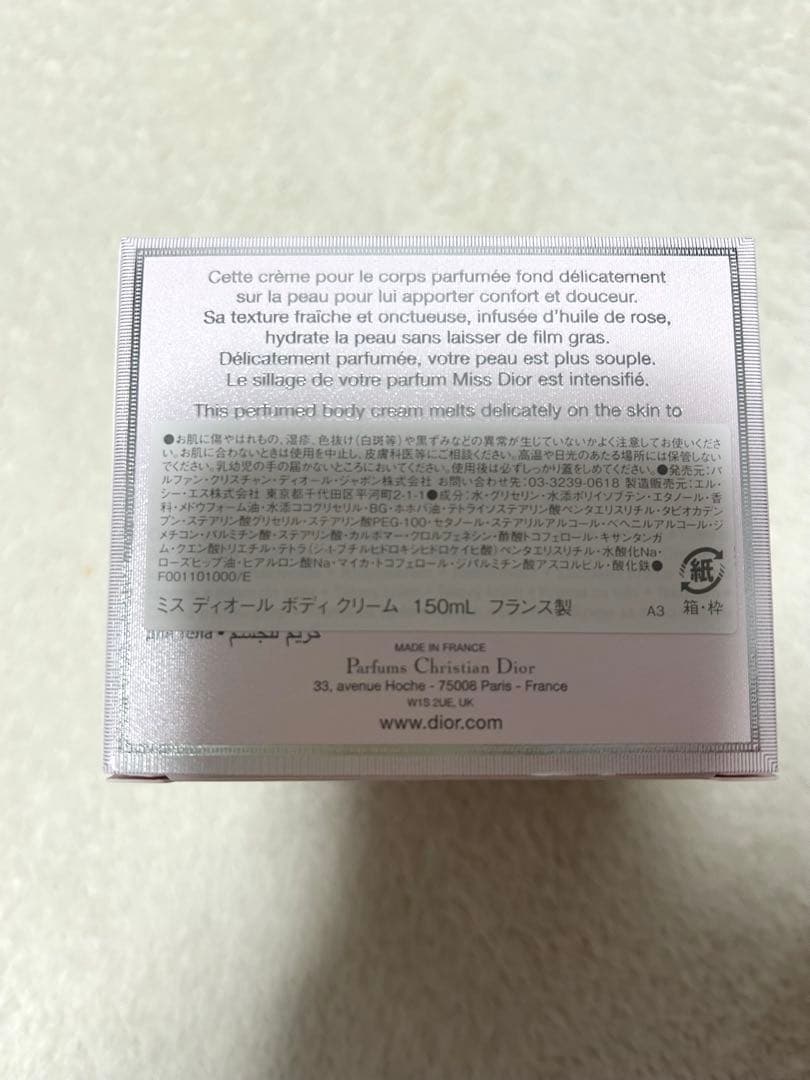 Cette crème pour le corps parfumée fond délicatement
sur la peau pour lui apporter confort et douceur.
Sa texture fraîche et onctueuse, infusée d'huile de rose,
hydrate la peau sans laisser de film gras.
Délicatement parfumée, votre peau est plus souple.
Le sillage de votre parfum Miss Dior est intensifié.
This perfumed body cream melts delicately on the skin to
●お肌に傷やはれもの、湿疹、色抜け(白斑等)や黒ずみなどの異常が生じていないかよく注意してお使いくださ
い。お肌に合わないときは使用を中止し、皮膚科医等にご相談ください。高温や日光のあたる場所には保管しない
でください。乳幼児の手の届かないところにおいてください。使用後は必ずしっかり蓋をしめてください。●発売元:パ
ルファン・クリスチャン・ディオール・ジャポン株式会社 お問い合わせ先:03-3239-0618 製造販売元:エル・
シー・エス株式会社 東京都千代田区平河町2-1-1●成分:水・グリセリン・水添ポリイソブテン・エタノール・香
料・メドウフォーム油・水添ココグリセリル・BG・ホホバ油・テトライソステアリン酸ペンタエリスリチル・タピオカデン
プン・ステアリン酸グリセリル・ステアリン酸PEG-100・セタノール・ステアリルアルコール・ベヘニルアルコール・ジ
メチコン・パルミチン酸・ステアリン酸・カルボマー・クロルフェネシン・酢酸トコフェロール・キサンタンガ
ム・クエン酸トリエチル・テトラ(ジ-t-ブチルヒドロキシヒドロケイヒ酸)ペンタエリスリチル・水酸化Na・
ローズヒップ油・ヒアルロン酸Na・マイカ・トコフェロール・ジパルミチン酸アスコルビル・酸化鉄●
F001101000/E
紙
ミス ディオール ボディ クリーム 150mL フランス製 A3 箱・枠
для тела • كريم للجسم
MADE IN FRANCE
Parfums Christian Dior
33, avenue Hoche - 75008 Paris - France
W1S 2UE, UK
www.dior.com